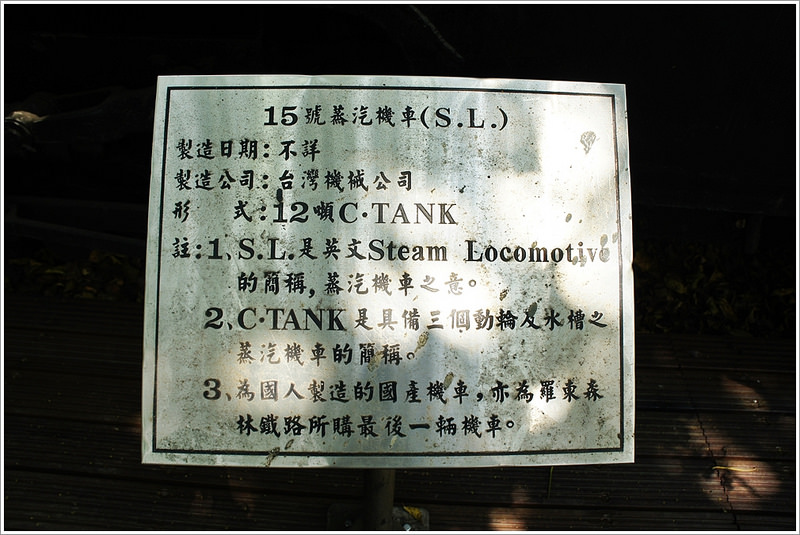 15號蒸汽機車(S.L.)
製造日期:不詳
製造公司:台灣機械公司
形 式:12噸C·TANK
註:1、S.L.是英文Steam Locomotive
的簡稱,蒸汽機車之意。
2、C·TANK是具備三個動輪及水槽之
蒸汽機車的簡稱。
3、為國人製造的國產機車,亦為羅東森
林鐵路所購最後一輛機車。